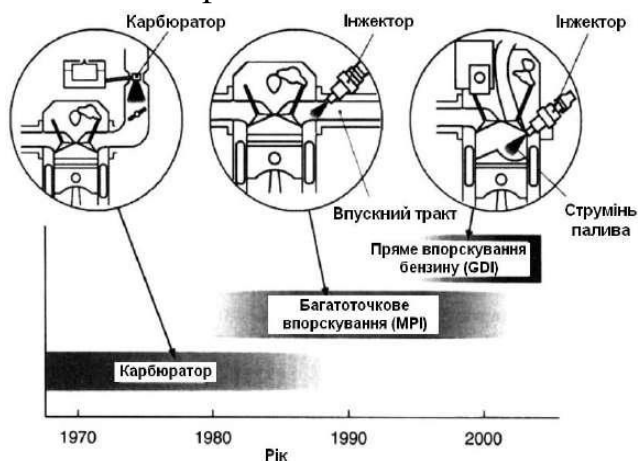 Карбюратор
Інжектор
Інжектор
Впускний тракт
Струмінь
палива
Пряме впорскування
бензину (GDI)
Багатоточкове
впорскування (MPI)
Карбюратор
1970
1980
1990
2000
Рік